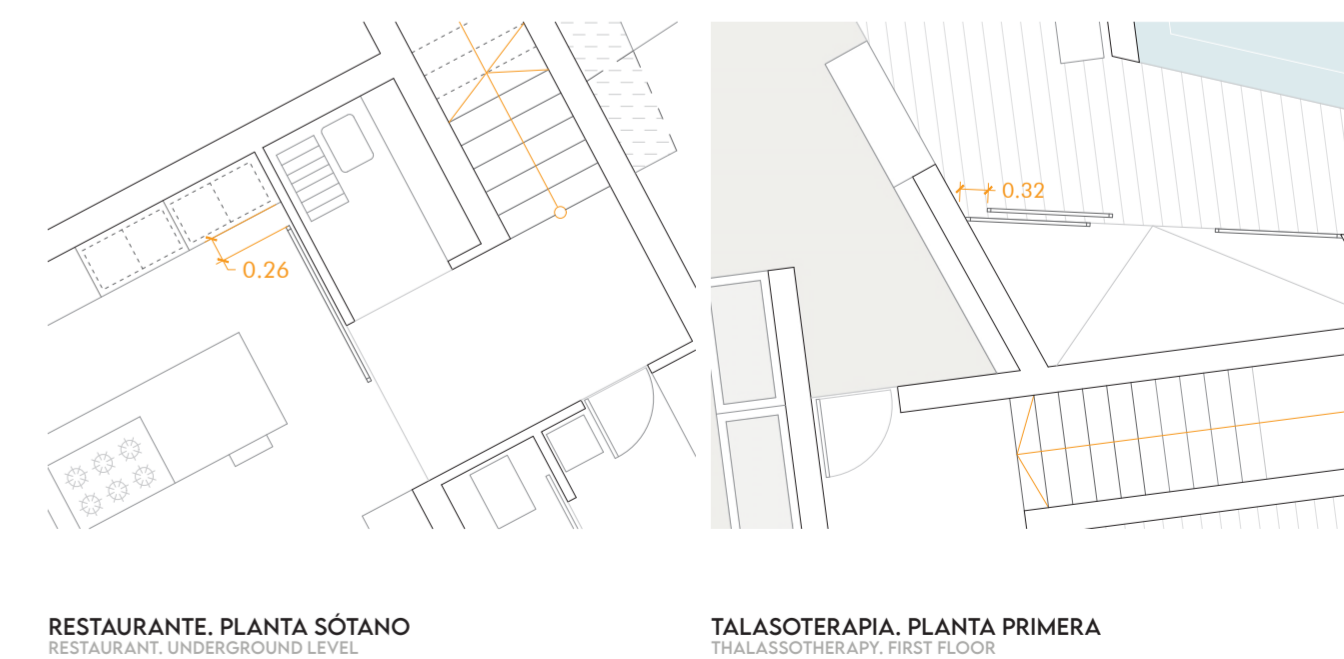 0.26
0.32
RESTAURANTE. PLANTA SÓTANO
RESTAURANT. UNDERGROUND LEVEL
TALASOTERAPIA. PLANTA PRIMERA
THALASSOTHERAPY. FIRST FLOOR